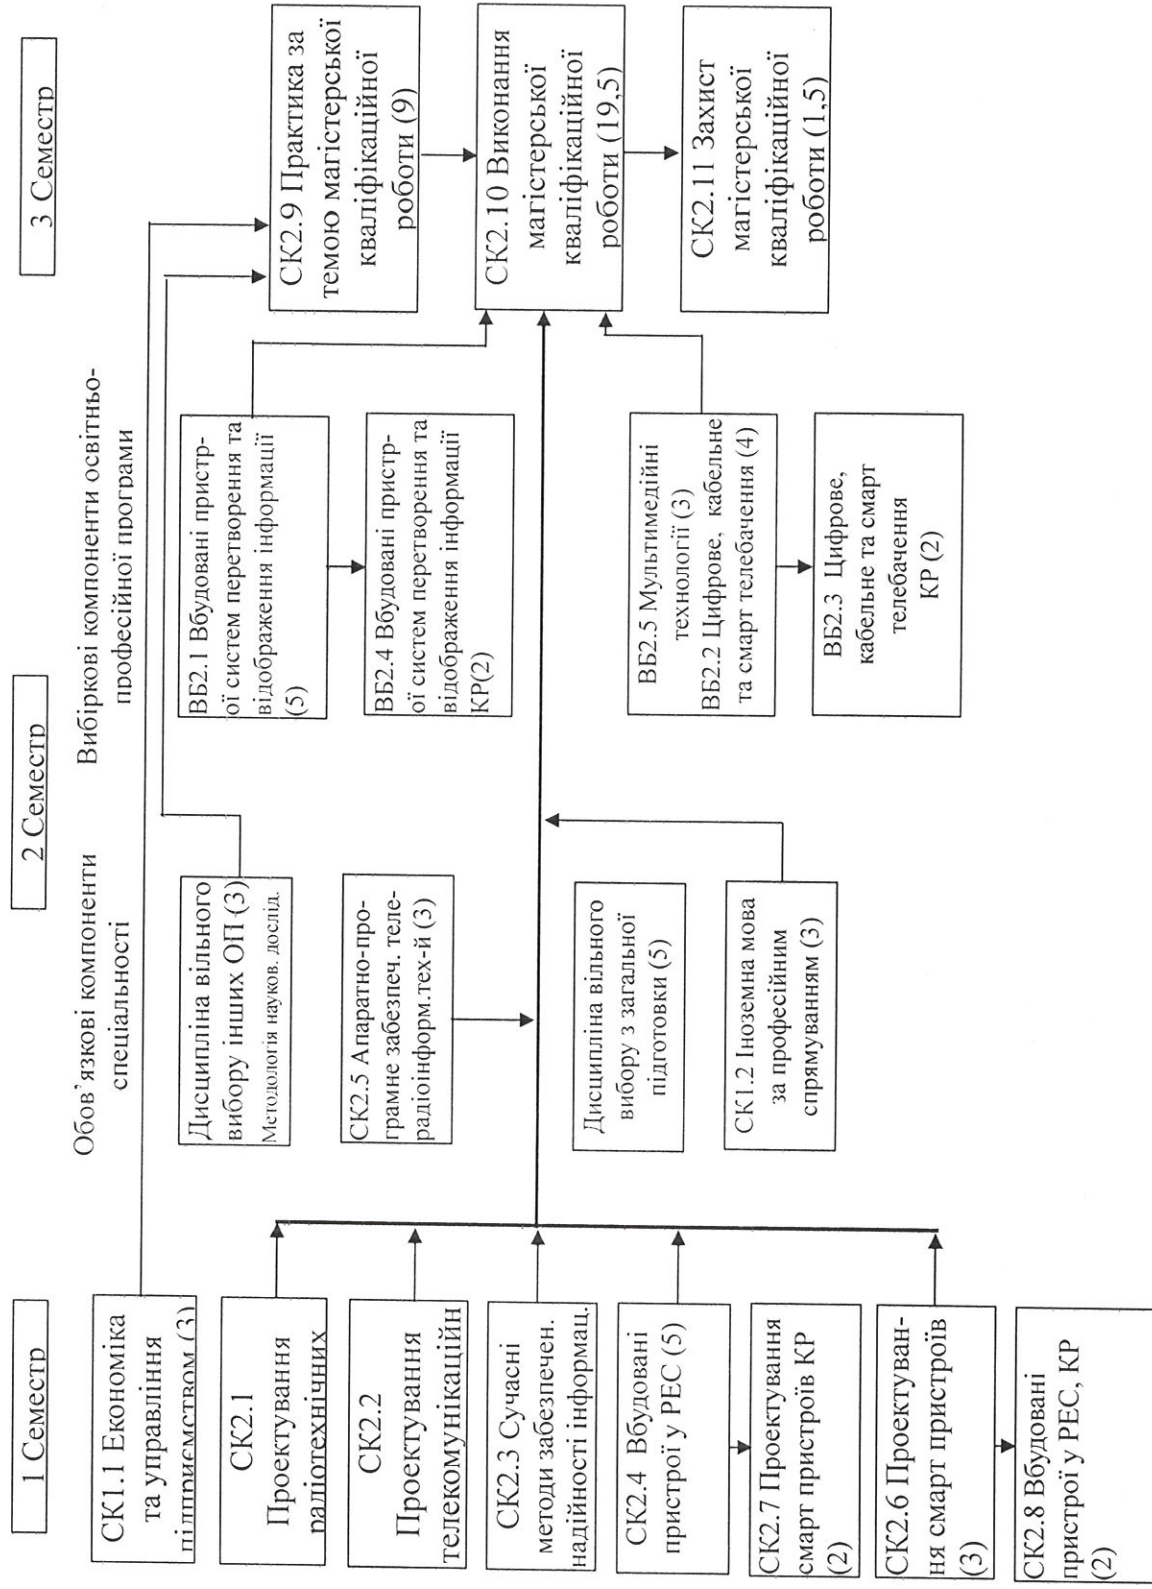 1 Семестр
СК1.1 Економіка
та управління
підприємством (3)
СК2.1
Проектування
радіотехнічних
СК2.2
Проектування
телекомунікаційн
СК2.3 Сучасні
методи забезпечен.
надійності інформац.
СК2.4 Вбудовані
пристрої у РЕС (5)
СК2.7 Проектування
смарт пристроїв КР
(2)
СК2.6 Проектуван-
ня смарт пристроїв
(3)
СК2.8 Вбудовані
пристрої у РЕС, КР
(2)
2 Семестр
Обов’язкові компоненти
спеціальності
Дисципліна вільного
вибору інших ОП (3)
Методологія науков. дослід.
СК2.5 Апаратно-про-
грамне забезпеч. теле-
радіоінформ.тех-й (3)
Дисципліна вільного
вибору з загальної
підготовки (5)
СК1.2 Іноземна мова
за професійним
спрямуванням (3)
Вибіркові компоненти освітньо-
професійної програми
ВБ2.1 Вбудовані пристр-
ої систем перетворення та
відображення інформації
(5)
ВБ2.4 Вбудовані прист-
ої систем перетворення та
відображення інформації
КР(2)
ВБ2.5 Мультимедійні
технології (3)
ВБ2.2 Цифрове, кабельне
та смарт телебачення (4)
ВБ2.3 Цифрове,
кабельне та смарт
телебачення
КР (2)
3 Семестр
СК2.9 Практика за
темою магістерської
кваліфікаційної
роботи (9)
СК2.10 Виконання
магістерської
кваліфікаційної
роботи (19,5)
СК2.11 Захист
магістерської
кваліфікаційної
роботи (1,5)